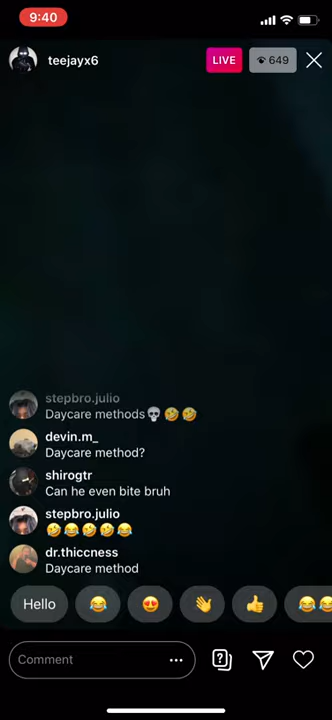 9:40
teejayx6
LIVE
649
stepbro.julio
Daycare methods💀🤣🤣
devin.m_
Daycare method?
shirogtr
Can he even bite bruh
stepbro.julio
🤣😂🤣🤣😂
dr.thiccness
Daycare method
Hello 😂 😍 👋 👍 😂😂
Comment